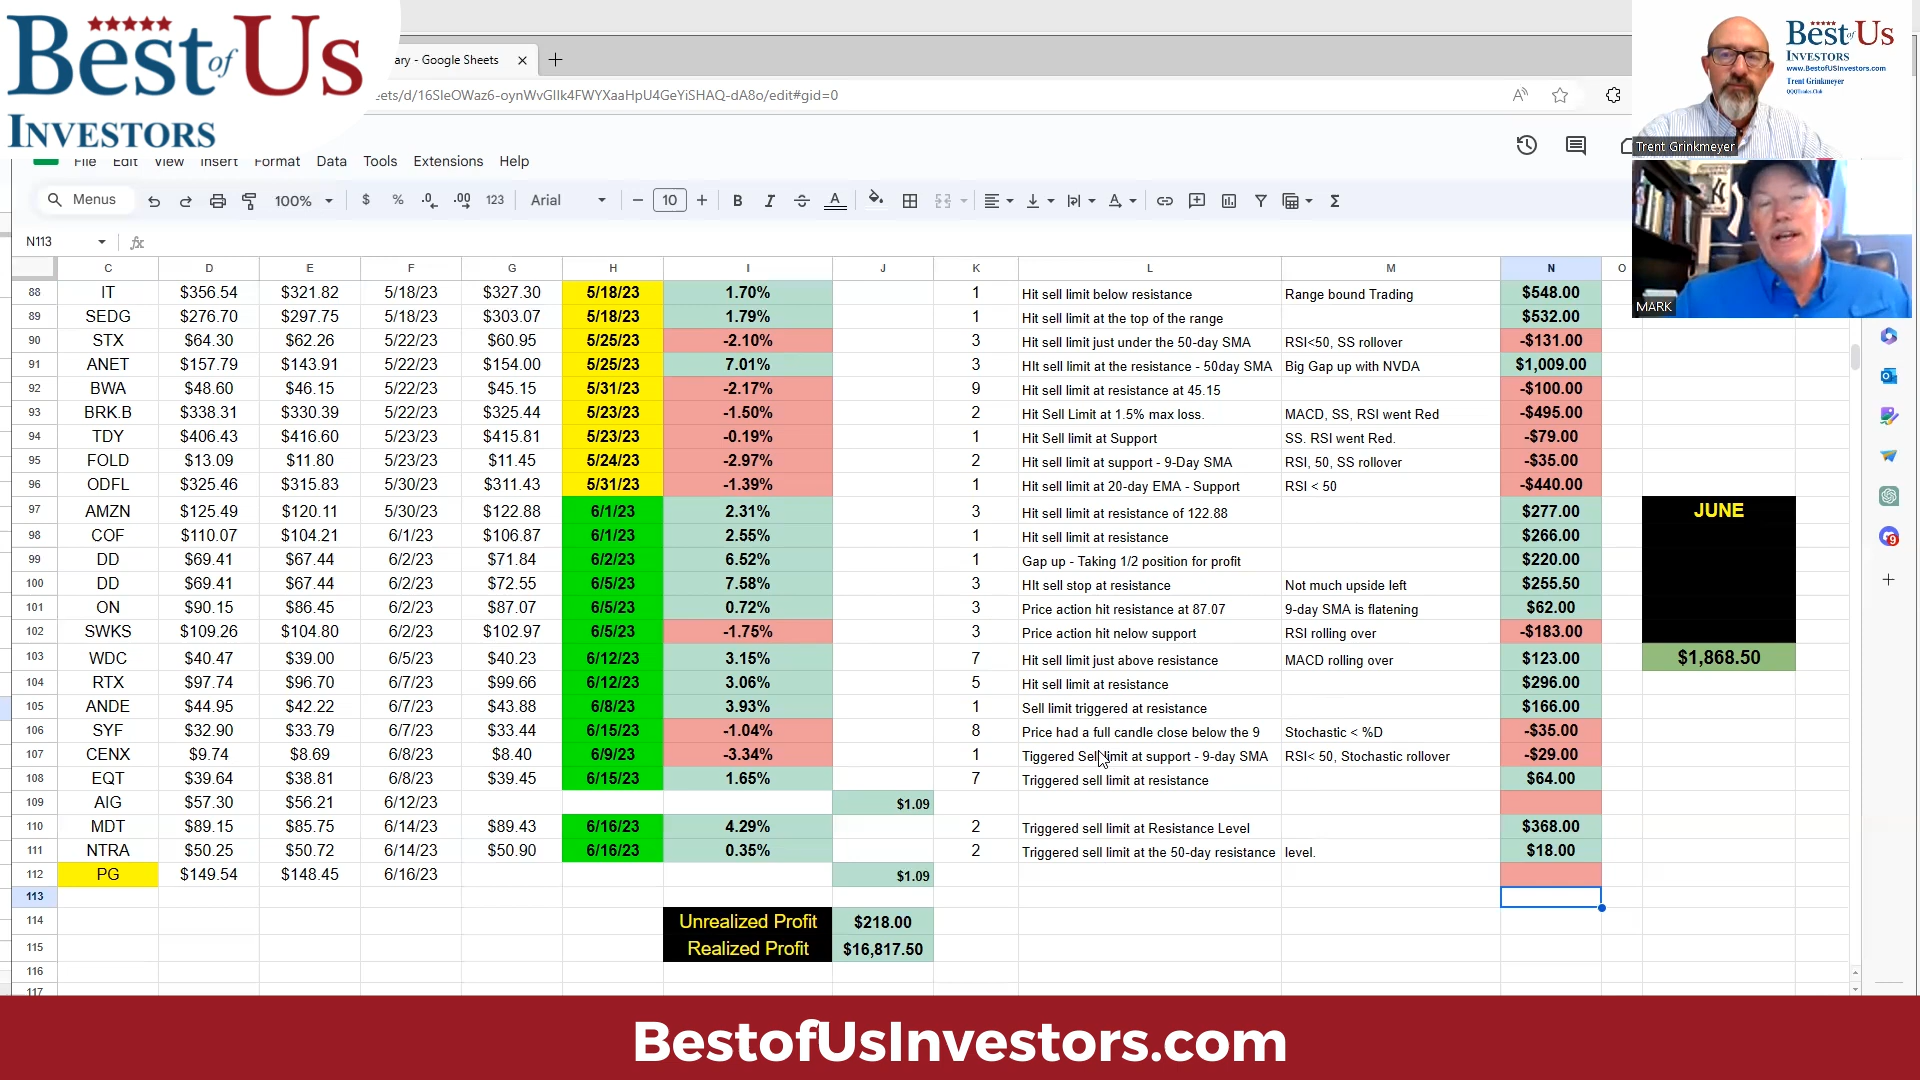 Best of Us
INVESTORS
ary - Google Sheets
eets/d/16SIeOWaz6-oynWvGlIk4FWYXaaHpU4GeYiSHAQ-dA8o/edit#gid=0
File Edit View Insert Format Data Tools Extensions Help
Menus 100% $ % .0 .00 123 Arial 10 B I A
N113 fx
C D E F G H I J K L M N O
88 IT $356.54 $321.82 5/18/23 $327.30 5/18/23 1.70% 1 Hit sell limit below resistance Range bound Trading $548.00
89 SEDG $276.70 $297.75 5/18/23 $303.07 5/18/23 1.79% 1 Hit sell limit at the top of the range $532.00
90 STX $64.30 $62.26 5/22/23 $60.95 5/25/23 -2.10% 3 Hit sell limit just under the 50-day SMA RSI<50, SS rollover -$131.00
91 ANET $157.79 $143.91 5/22/23 $154.00 5/25/23 7.01% 3 HIt sell limit at the resistance - 50day SMA Big Gap up with NVDA $1,009.00
92 BWA $48.60 $46.15 5/22/23 $45.15 5/31/23 -2.17% 9 Hit sell limit at resistance at 45.15 -$100.00
93 BRK.B $338.31 $330.39 5/22/23 $325.44 5/23/23 -1.50% 2 Hit Sell Limit at 1.5% max loss. MACD, SS, RSI went Red -$495.00
94 TDY $406.43 $416.60 5/23/23 $415.81 5/23/23 -0.19% 1 Hit Sell limit at Support SS. RSI went Red. -$79.00
95 FOLD $13.09 $11.80 5/23/23 $11.45 5/24/23 -2.97% 2 Hit sell limit at support - 9-Day SMA RSI, 50, SS rollover -$35.00
96 ODFL $325.46 $315.83 5/30/23 $311.43 5/31/23 -1.39% 1 Hit sell limit at 20-day EMA - Support RSI < 50 -$440.00
97 AMZN $125.49 $120.11 5/30/23 $122.88 6/1/23 2.31% 3 Hit sell limit at resistance of 122.88 $277.00 JUNE
98 COF $110.07 $104.21 6/1/23 $106.87 6/1/23 2.55% 1 Hit sell limit at resistance $266.00
99 DD $69.41 $67.44 6/2/23 $71.84 6/2/23 6.52% 1 Gap up - Taking 1/2 position for profit $220.00
100 DD $69.41 $67.44 6/2/23 $72.55 6/5/23 7.58% 3 HIt sell stop at resistance Not much upside left $255.50
101 ON $90.15 $86.45 6/2/23 $87.07 6/5/23 0.72% 3 Price action hit resistance at 87.07 9-day SMA is flatening $62.00
102 SWKS $109.26 $104.80 6/2/23 $102.97 6/5/23 -1.75% 3 Price action hit nelow support RSI rolling over -$183.00
103 WDC $40.47 $39.00 6/5/23 $40.23 6/12/23 3.15% 7 Hit sell limit just above resistance MACD rolling over $123.00 $1,868.50
104 RTX $97.74 $96.70 6/7/23 $99.66 6/12/23 3.06% 5 Hit sell limit at resistance $296.00
105 ANDE $44.95 $42.22 6/7/23 $43.88 6/8/23 3.93% 1 Sell limit triggered at resistance $166.00
106 SYF $32.90 $33.79 6/7/23 $33.44 6/15/23 -1.04% 8 Price had a full candle close below the 9 Stochastic < %D -$35.00
107 CENX $9.74 $8.69 6/8/23 $8.40 6/9/23 -3.34% 1 Tiggered Sell limit at support - 9-day SMA RSI< 50, Stochastic rollover -$29.00
108 EQT $39.64 $38.81 6/8/23 $39.45 6/15/23 1.65% 7 Triggered sell limit at resistance $64.00
109 AIG $57.30 $56.21 6/12/23 $1.09
110 MDT $89.15 $85.75 6/14/23 $89.43 6/16/23 4.29% 2 Triggered sell limit at Resistance Level $368.00
111 NTRA $50.25 $50.72 6/14/23 $50.90 6/16/23 0.35% 2 Triggered sell limit at the 50-day resistance level. $18.00
112 PG $149.54 $148.45 6/16/23 $1.09
113
114 Unrealized Profit $218.00
115 Realized Profit $16,817.50
116
117
Best of Us
INVESTORS
www.BestofUSInvestors.com
Trent Grinkmeyer
QQQTrades.Club
Trent Grinkmeyer
MARK
9
BestofUsInvestors.com